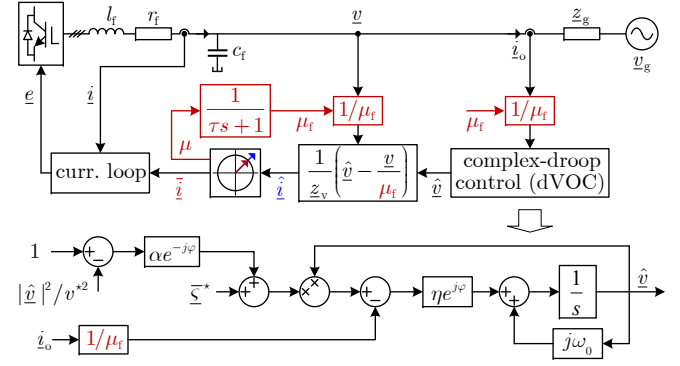 l_f r_f v z_g
c_f i_o v_g
e i 1/(τs+1) μ_f 1/μ_f μ_f 1/μ_f
μ
curr. loop i̅ î 1/z_v (v̂ − v/μ_f) v̂ complex-droop
control (dVOC)
1 αe^{−jφ} v̂
|v̂|²/v^{⋆2} ς̅^⋆ ηe^{jφ} 1/s
i_o 1/μ_f jω_0